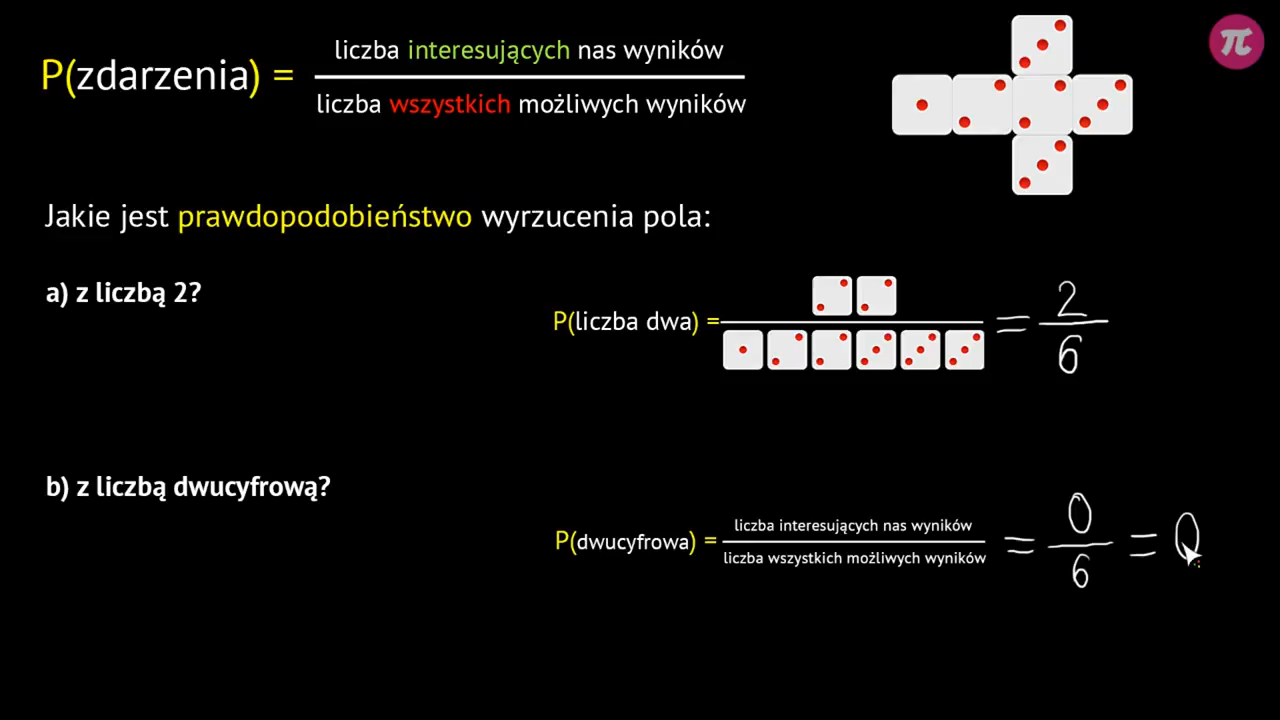 P(zdarzenia) = liczba interesujących nas wyników
liczba wszystkich możliwych wyników
π
Jakie jest prawdopodobieństwo wyrzucenia pola:
a) z liczbą 2?
P(liczba dwa) = = 2
6
b) z liczbą dwucyfrową?
P(dwucyfrowa) = liczba interesujących nas wyników
liczba wszystkich możliwych wyników
= 0
6
= 0